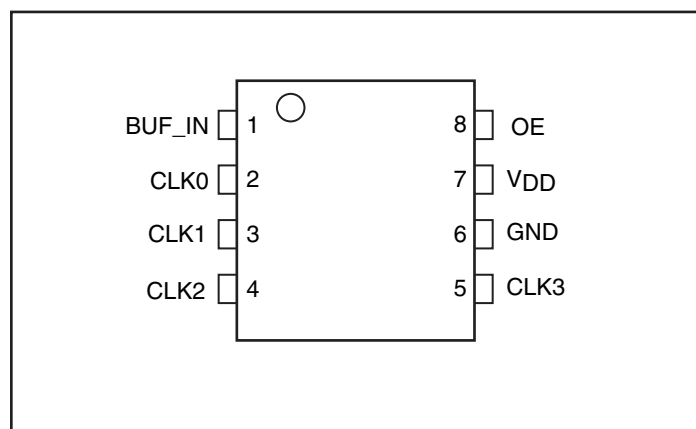 BUF_IN 1 8 OE
CLK0 2 7 VDD
CLK1 3 6 GND
CLK2 4 5 CLK3